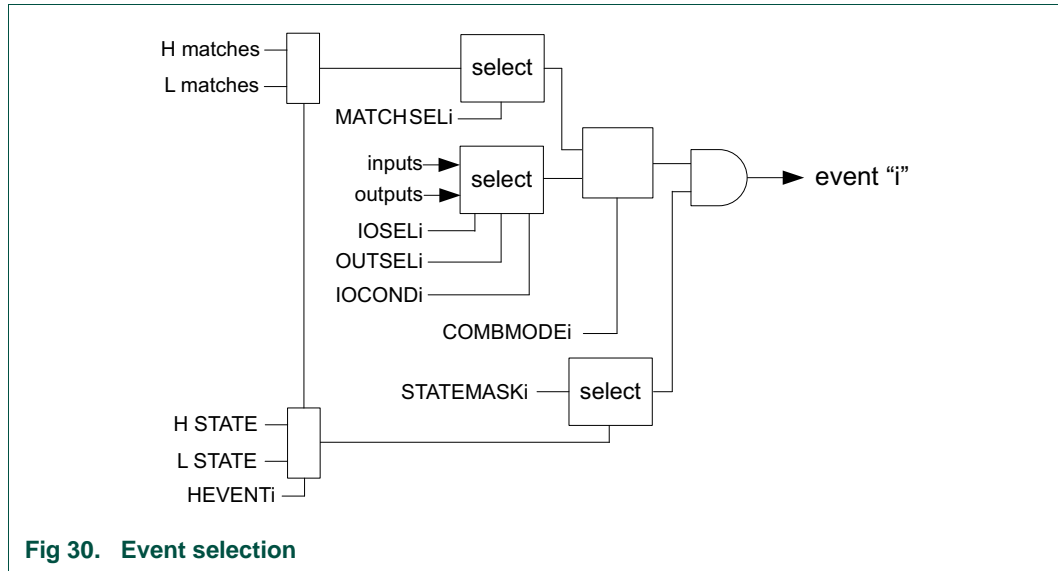 H matches
L matches
select
MATCHSELi
inputs
outputs
select
IOSELi
OUTSELi
IOCONDi
event “i”
COMBMODEi
STATEMASKi
select
H STATE
L STATE
HEVENTi
Fig 30. Event selection